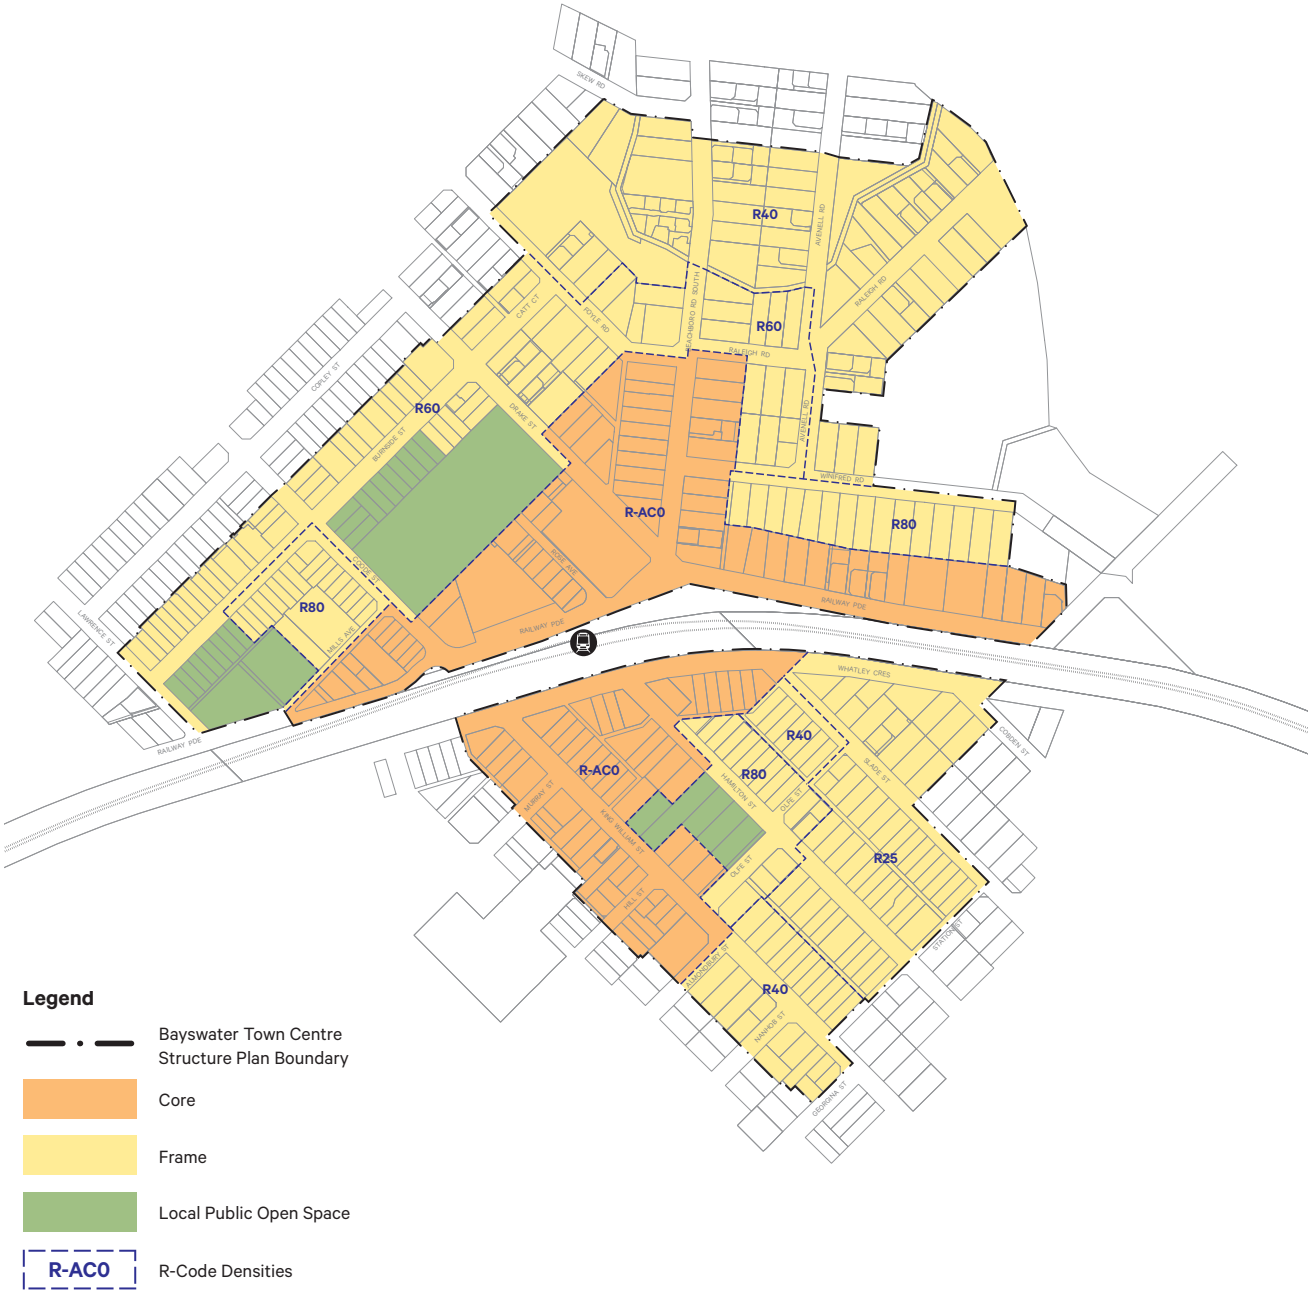 SKEW RD
R40
AVENELL RD
RALEIGH RD
BEACHBORO RD SOUTH
CATT CT
FOYLE RD
R60
RALEIGH RD
COPLEY ST
R60
DRAKE ST
AVENELL RD
BURNSIDE ST
WINIFRED RD
R-AC0
R80
ROSE AVE
COODE ST
R80
RAILWAY PDE
LAWRENCE ST
MILLS AVE
RAILWAY PDE
WHATLEY CRES
RAILWAY PDE
R40
COBDEN ST
R-AC0
R80
SLADE ST
MURRAY ST
HAMILTON ST
OLFE ST
KING WILLIAM ST
R25
OLFE ST
HILL ST
STATION ST
ALMONDBURY ST
R40
NANHOB ST
GEORGINA ST
Legend
Bayswater Town Centre
Structure Plan Boundary
Core
Frame
Local Public Open Space
R-AC0
R-Code Densities